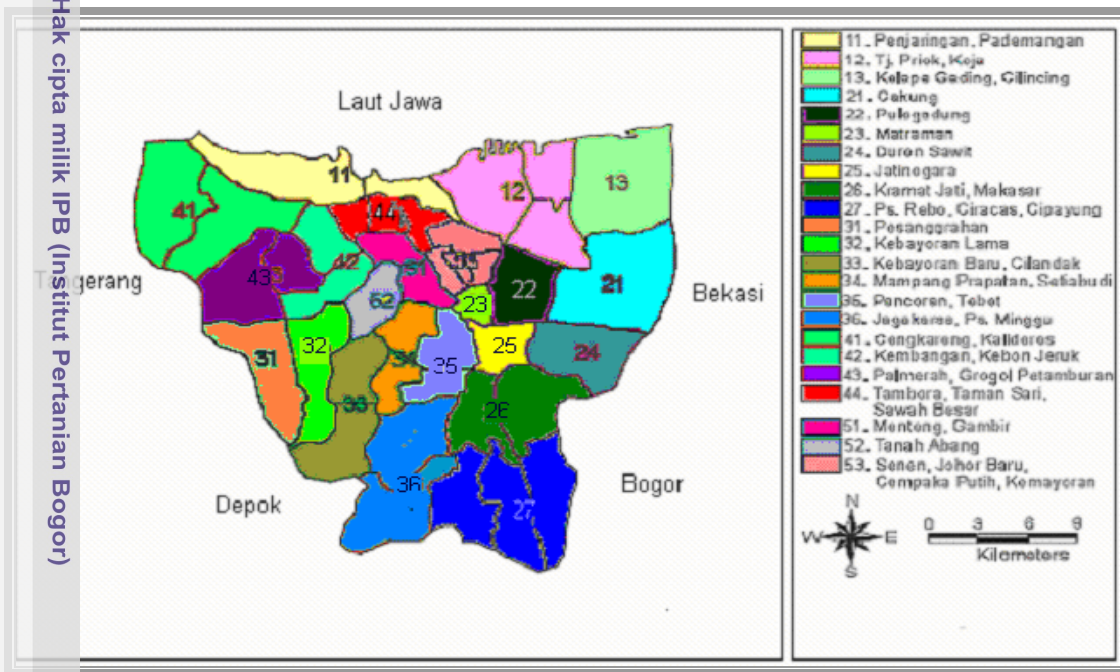 Hak cipta milik IPB (Institut Pertanian Bogor)
Laut Jawa
Tangerang
Bekasi
Depok
Bogor
11
12
13
41
44
43
42
51
53
52
22
21
23
31
32
33
34
35
25
24
26
36
27
11. Penjaringan, Pademangan
12. Tj. Priok, Koja
13. Kelapa Gading, Cilincing
21. Cakung
22. Pulogadung
23. Matraman
24. Duren Sawit
25. Jatinegara
26. Kramat Jati, Makasar
27. Ps. Rebo, Ciracas, Cipayung
31. Pesanggrahan
32. Kebayoran Lama
33. Kebayoran Baru, Cilandak
34. Mampang Prapatan, Setiabudi
35. Pancoran, Tebet
36. Jagakarsa, Ps. Minggu
41. Cengkareng, Kalideres
42. Kembangan, Kebon Jeruk
43. Palmerah, Grogol Petamburan
44. Tambora, Taman Sari,
Sawah Besar
51. Menteng, Gambir
52. Tanah Abang
53. Senen, Johor Baru,
Cempaka Putih, Kemayoran
N
W E
S
0 3 6 9
Kilometers